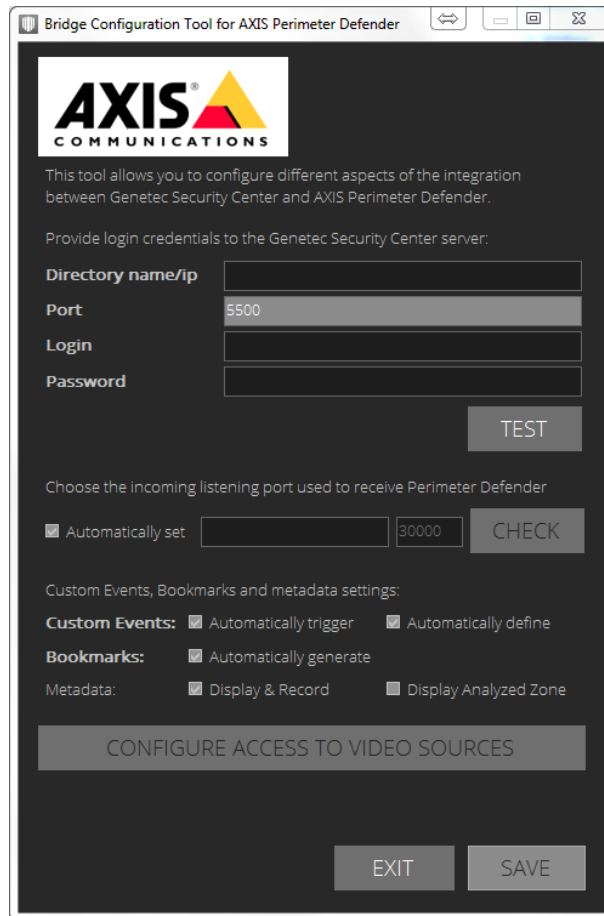 Bridge Configuration Tool for AXIS Perimeter Defender
AXIS
COMMUNICATIONS
This tool allows you to configure different aspects of the integration
between Genetec Security Center and AXIS Perimeter Defender.
Provide login credentials to the Genetec Security Center server:
Directory name/ip
Port 5500
Login
Password
TEST
Choose the incoming listening port used to receive Perimeter Defender
Automatically set 30000 CHECK
Custom Events, Bookmarks and metadata settings:
Custom Events: Automatically trigger Automatically define
Bookmarks: Automatically generate
Metadata: Display & Record Display Analyzed Zone
CONFIGURE ACCESS TO VIDEO SOURCES
EXIT SAVE